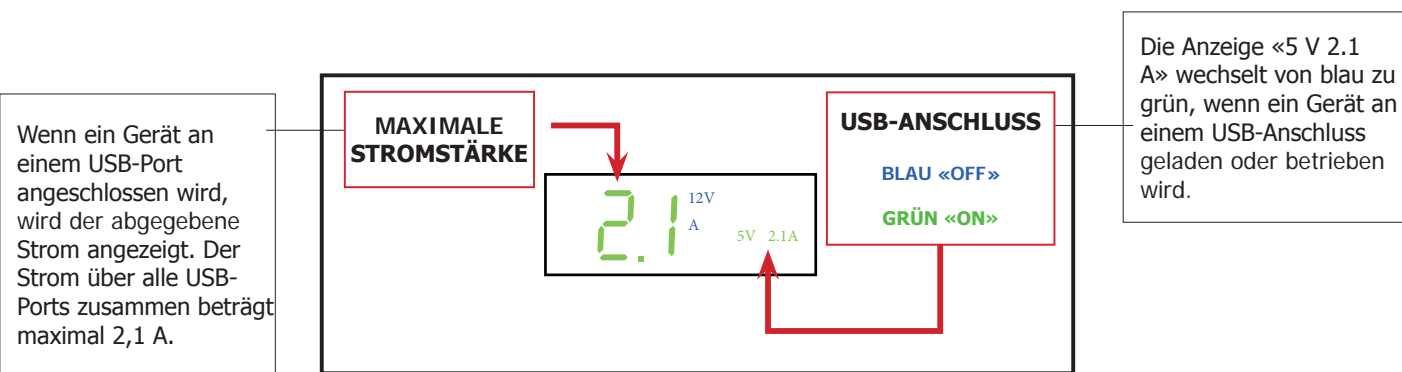 Wenn ein Gerät an
einem USB-Port
angeschlossen wird,
wird der abgegebene
Strom angezeigt. Der
Strom über alle USB-
Ports zusammen beträgt
maximal 2,1 A.
MAXIMALE
STROMSTÄRKE
2.1
12V
A
5V 2.1A
USB-ANSCHLUSS
BLAU «OFF»
GRÜN «ON»
Die Anzeige «5 V 2.1
A» wechselt von blau zu
grün, wenn ein Gerät an
einem USB-Anschluss
geladen oder betrieben
wird.